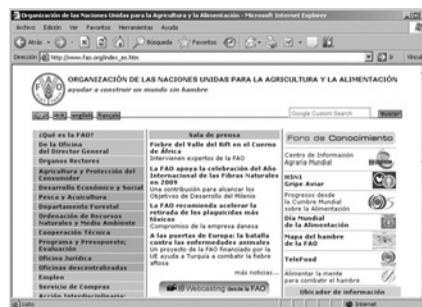 Organización de las Naciones Unidas para la Agricultura y la Alimentación - Microsoft Internet Explorer
Archivo Edición Ver Favoritos Herramientas Ayuda
Atrás Búsqueda Favoritos
Dirección http://www.fao.org/index_es.htm Ir
ORGANIZACIÓN DE LAS NACIONES UNIDAS PARA LA AGRICULTURA Y LA ALIMENTACIÓN
ayudar a construir un mundo sin hambre
english français
Google Custom Search Buscar
¿Qué es la FAO?
De la Oficina
del Director General
Órganos Rectores
Agricultura y Protección del
Consumidor
Desarrollo Económico y Social
Pesca y Acuicultura
Departamento Forestal
Ordenación de Recursos
Naturales y Medio Ambiente
Cooperación Técnica
Programa y Presupuesto;
Evaluación
Oficina Jurídica
Oficinas descentralizadas
Empleo
Servicio de Compras
Acción Interdisciplinaria:
Sala de prensa
Fiebre del Valle del Rift en el Cuerno
de África
Intervienen expertos de la FAO
La FAO apoya la celebración del Año
Internacional de las Fibras Naturales
en 2009
Una contribución para alcanzar los
Objetivos de Desarrollo del Milenio
La FAO recomienda acelerar la
retirada de los plaguicidas más
tóxicos
Compromiso de la empresa danesa
A las puertas de Europa: la batalla
contra las enfermedades animales
Un proyecto de la FAO financiado por la
UE ayuda a Turquía a combatir la fiebre
aftosa
más noticias...
Webcasting desde la FAO
Foro de Conocimiento
Centro de Información
Agraria Mundial
H5N1
Gripe Aviar
Progresos desde
la Cumbre Mundial
sobre la Alimentación
Día Mundial
de la Alimentación
Mapa del hambre
de la FAO
TeleFood
Alimentar la mente
para combatir el hambre
Ubicador de información
Listo
Internet